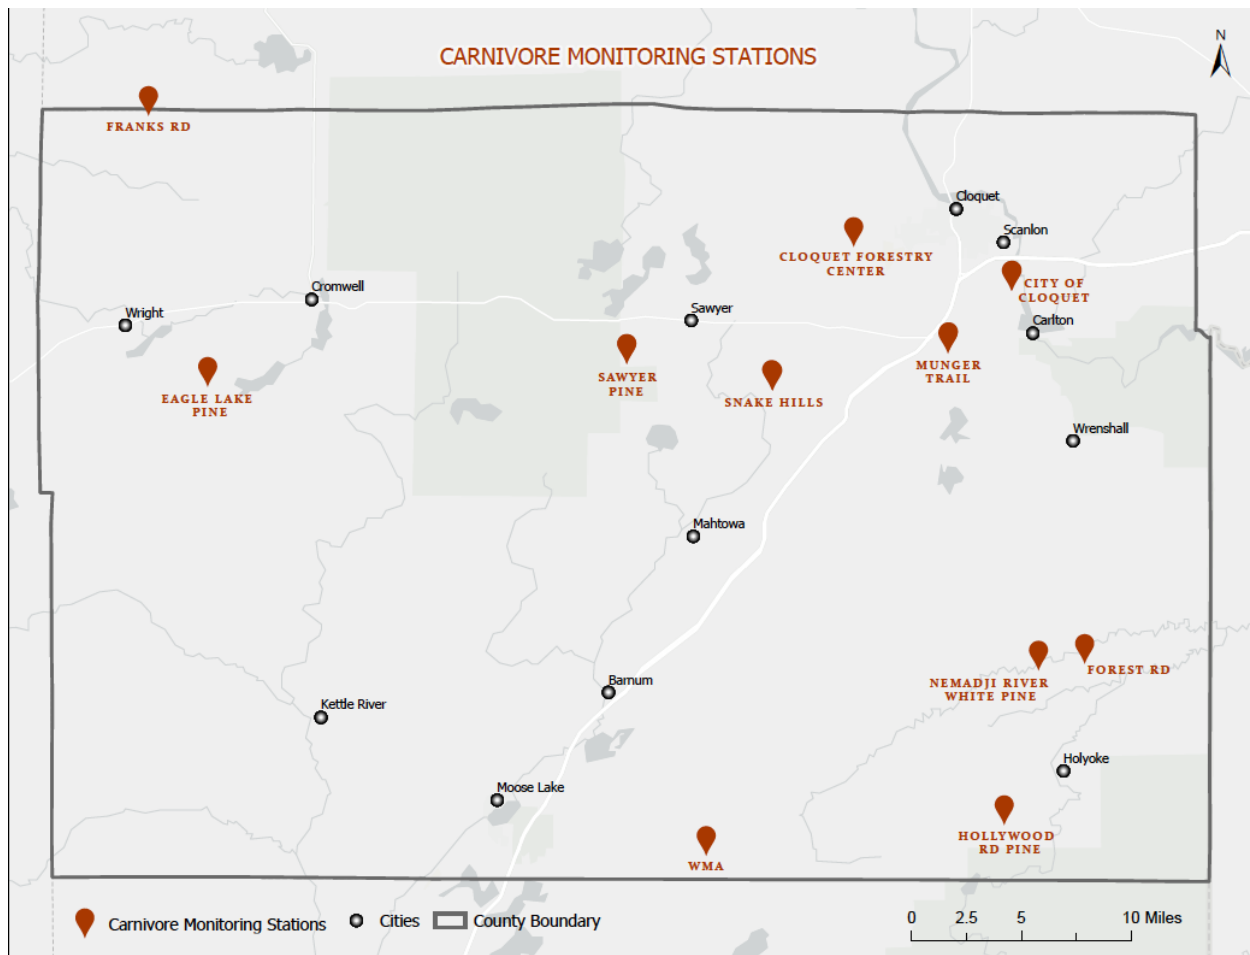 N
CARNIVORE MONITORING STATIONS
FRANKS RD
Cloquet
Scanlon
CLOQUET FORESTRY
CENTER
CITY OF
CLOQUET
Cromwell
Wright
Sawyer
Carlton
EAGLE LAKE
PINE
SAWYER
PINE
SNAKE HILLS
MUNGER
TRAIL
Wrenshall
Mahtowa
NEMADJI RIVER
WHITE PINE
FOREST RD
Barnum
Kettle River
Holyoke
Moose Lake
HOLLYWOOD
RD PINE
WMA
Carnivore Monitoring Stations
Cities
County Boundary
0 2.5 5 10 Miles